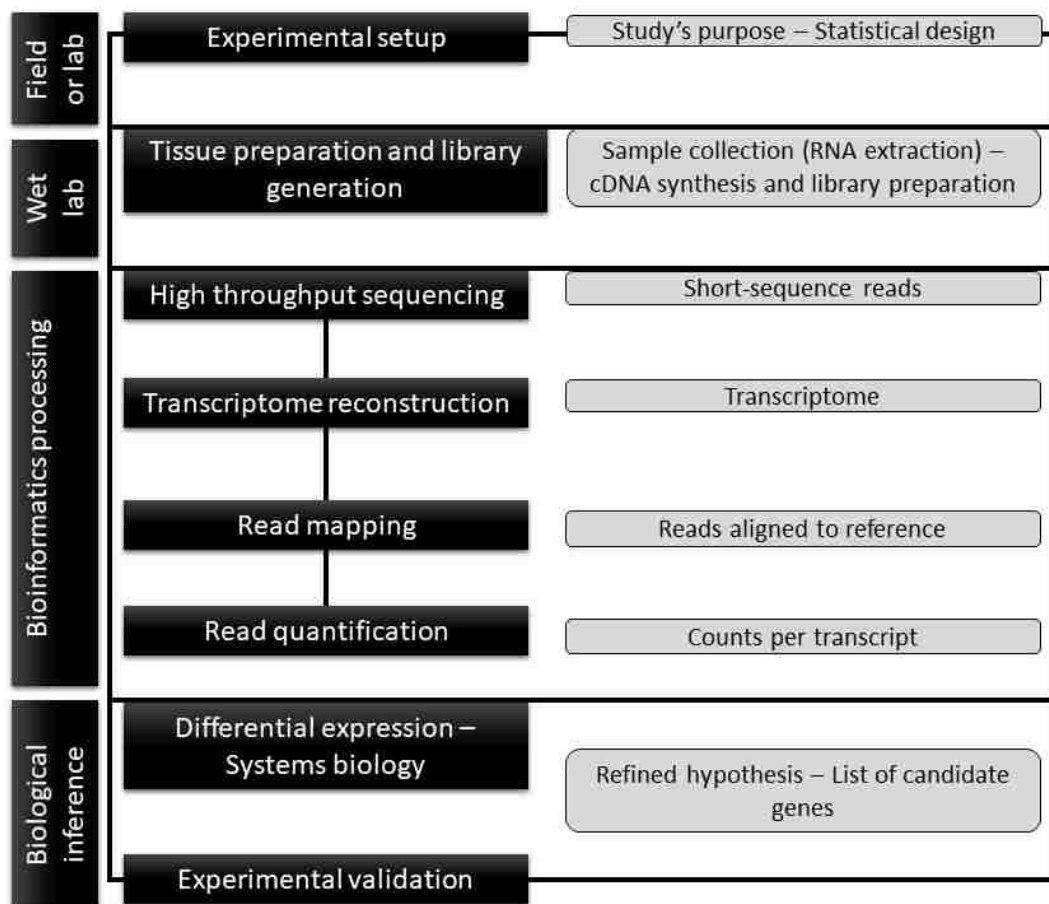 Field
or lab
Experimental setup
Study's purpose – Statistical design
Wet
lab
Tissue preparation and library
generation
Sample collection (RNA extraction) –
cDNA synthesis and library preparation
Bioinformatics processing
High throughput sequencing
Short-sequence reads
Transcriptome reconstruction
Transcriptome
Read mapping
Reads aligned to reference
Read quantification
Counts per transcript
Biological
inference
Differential expression –
Systems biology
Refined hypothesis – List of candidate
genes
Experimental validation